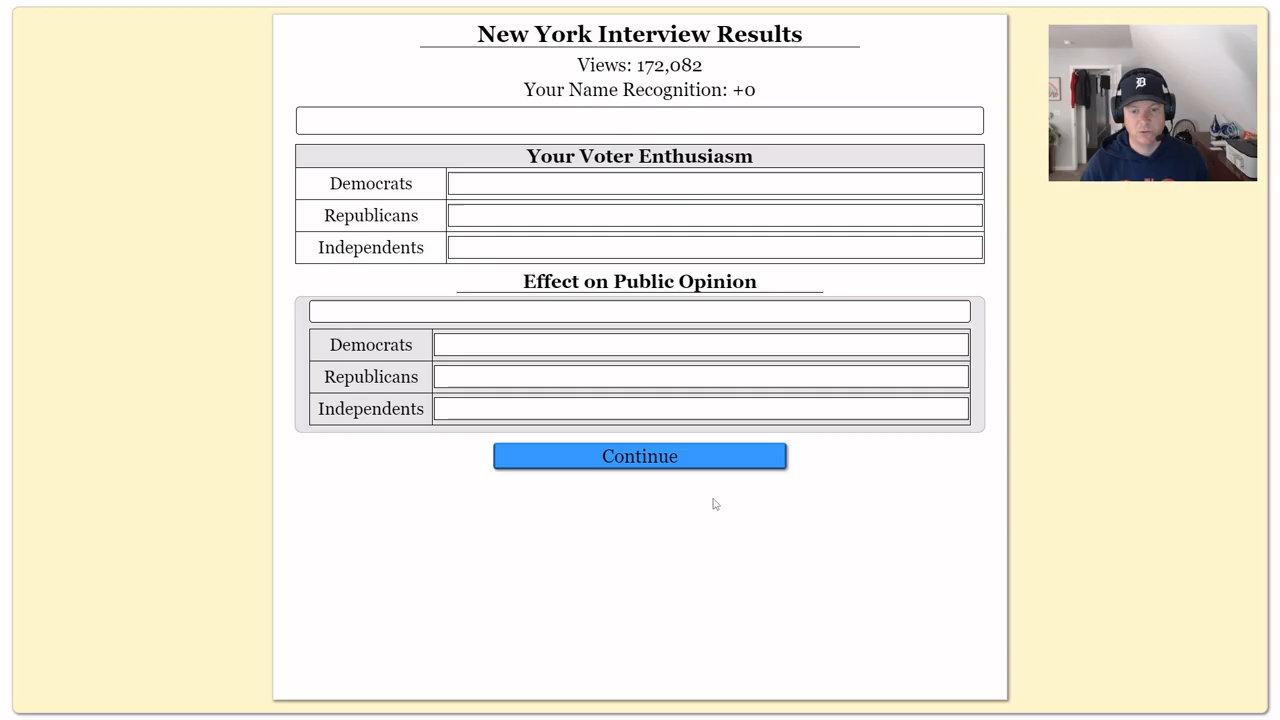 New York Interview Results
Views: 172,082
Your Name Recognition: +0
Your Voter Enthusiasm
Democrats
Republicans
Independents
Effect on Public Opinion
Democrats
Republicans
Independents
Continue